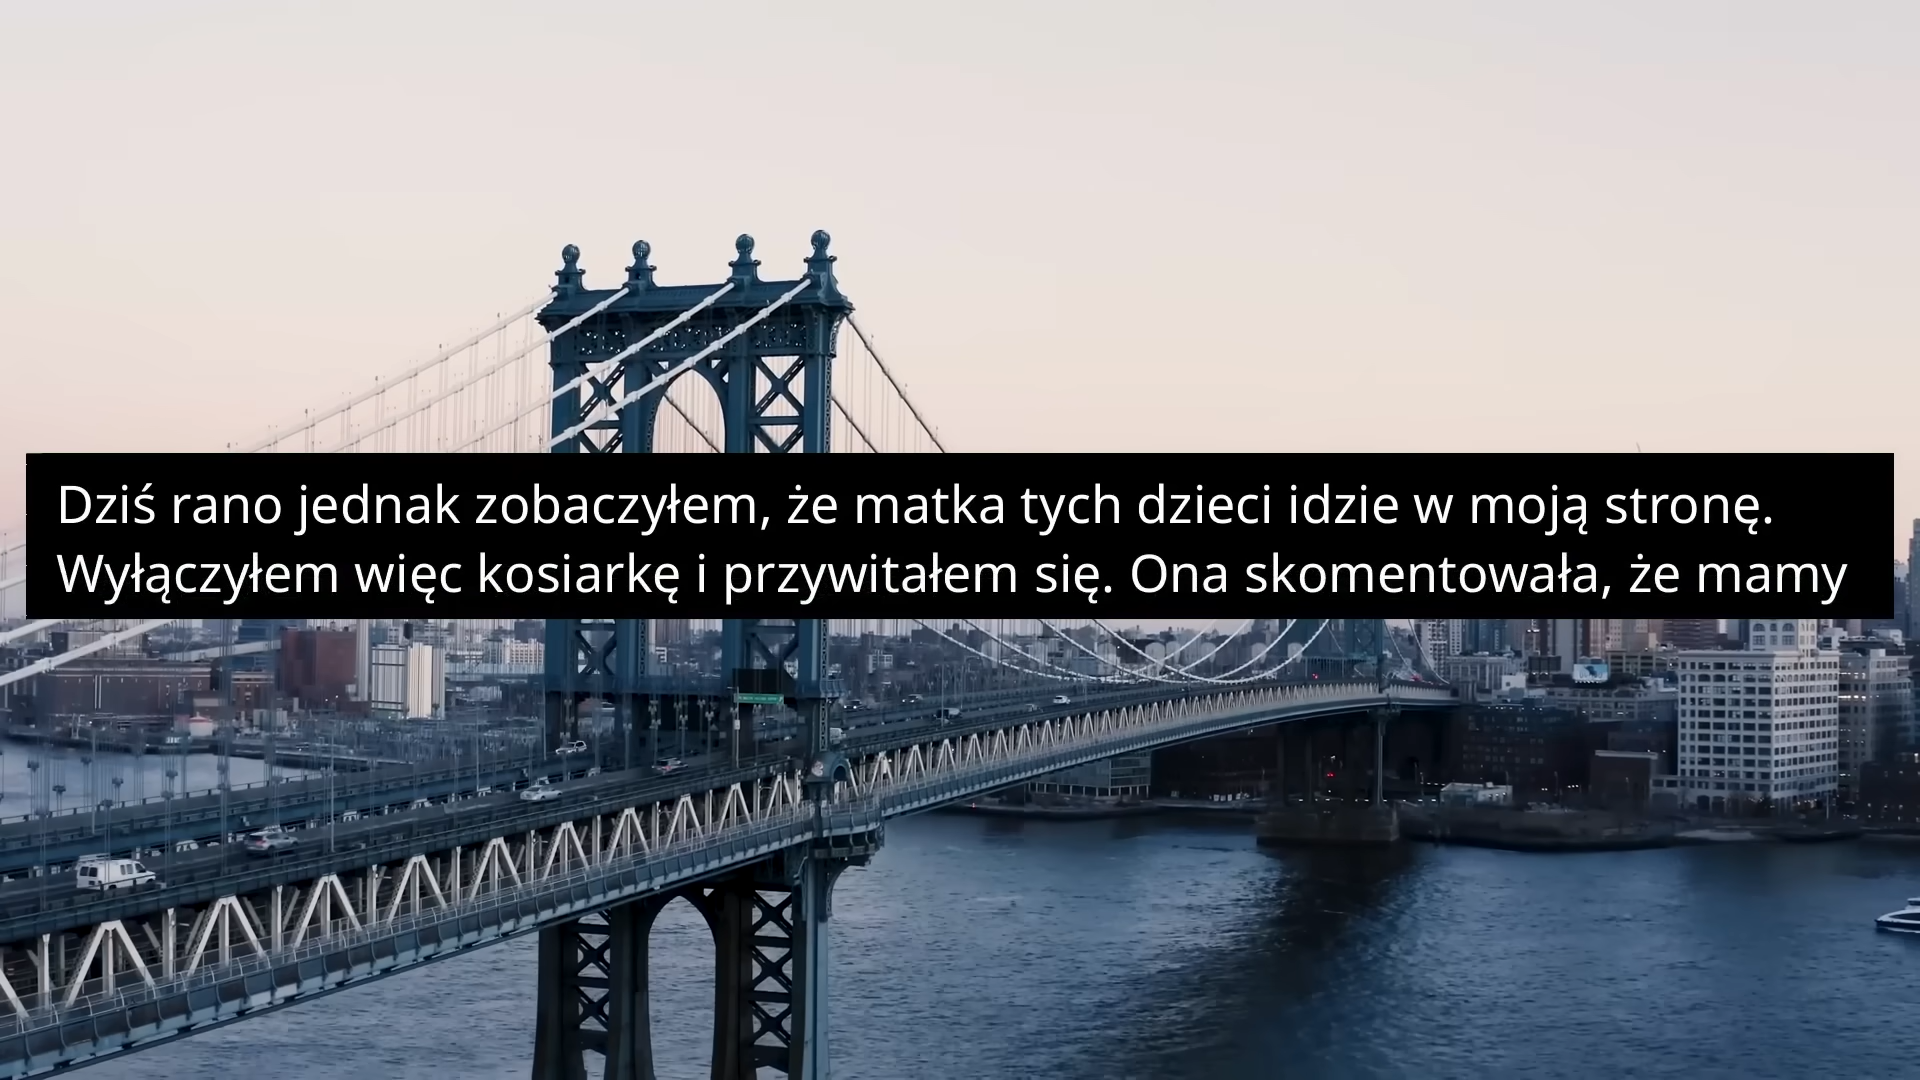 Dziś rano jednak zobaczyłem, że matka tych dzieci idzie w moją stronę.
Wyłączyłem więc kosiarkę i przywitałem się. Ona skomentowała, że mamy